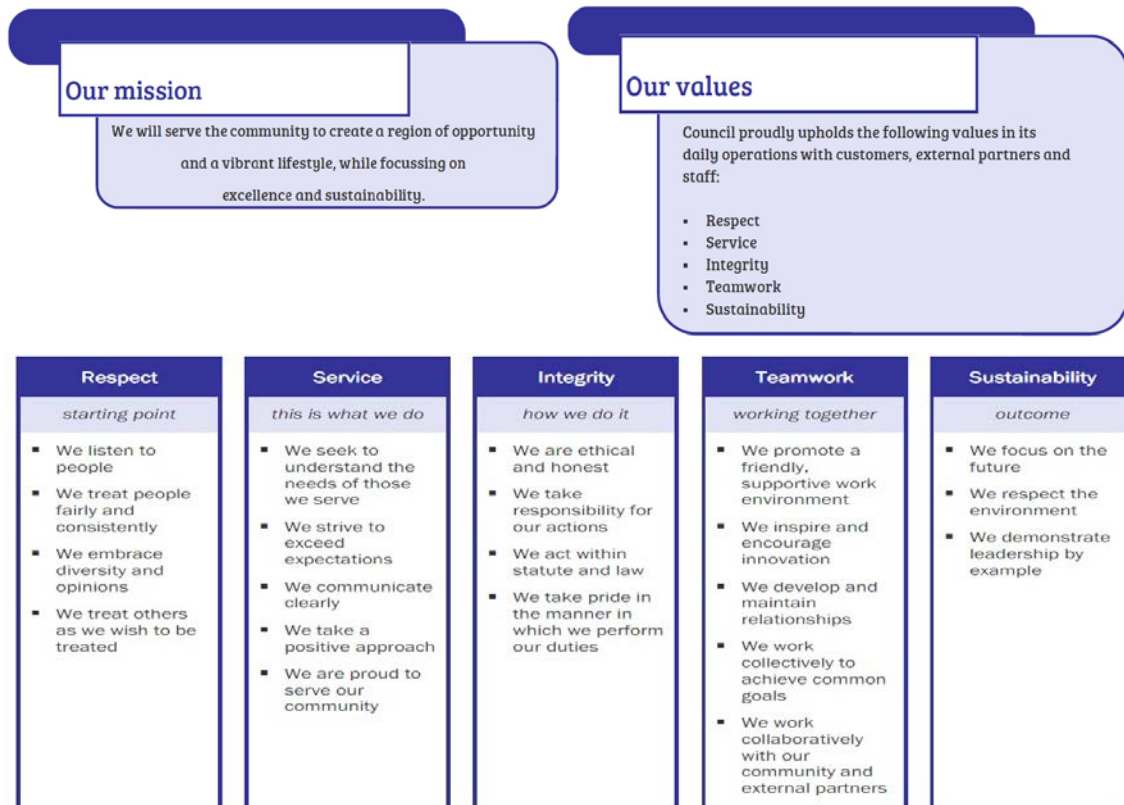 Our mission
We will serve the community to create a region of opportunity
and a vibrant lifestyle, while focussing on
excellence and sustainability.
Our values
Council proudly upholds the following values in its
daily operations with customers, external partners and
staff:
▪ Respect
▪ Service
▪ Integrity
▪ Teamwork
▪ Sustainability
Respect
starting point
▪ We listen to
people
▪ We treat people
fairly and
consistently
▪ We embrace
diversity and
opinions
▪ We treat others
as we wish to be
treated
Service
this is what we do
▪ We seek to
understand the
needs of those
we serve
▪ We strive to
exceed
expectations
▪ We communicate
clearly
▪ We take a
positive approach
▪ We are proud to
serve our
community
Integrity
how we do it
▪ We are ethical
and honest
▪ We take
responsibility for
our actions
▪ We act within
statute and law
▪ We take pride in
the manner in
which we perform
our duties
Teamwork
working together
▪ We promote a
friendly,
supportive work
environment
▪ We inspire and
encourage
innovation
▪ We develop and
maintain
relationships
▪ We work
collectively to
achieve common
goals
▪ We work
collaboratively
with our
community and
external partners
Sustainability
outcome
▪ We focus on the
future
▪ We respect the
environment
▪ We demonstrate
leadership by
example